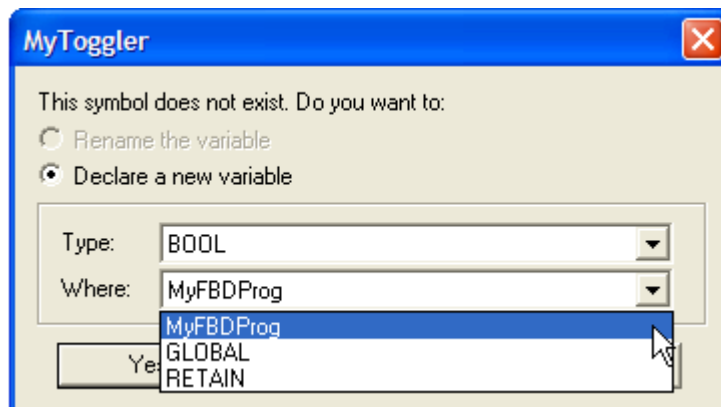 MyToggler
This symbol does not exist. Do you want to:
Rename the variable
Declare a new variable
Type: BOOL
Where: MyFBDProg
MyFBDProg
GLOBAL
RETAIN